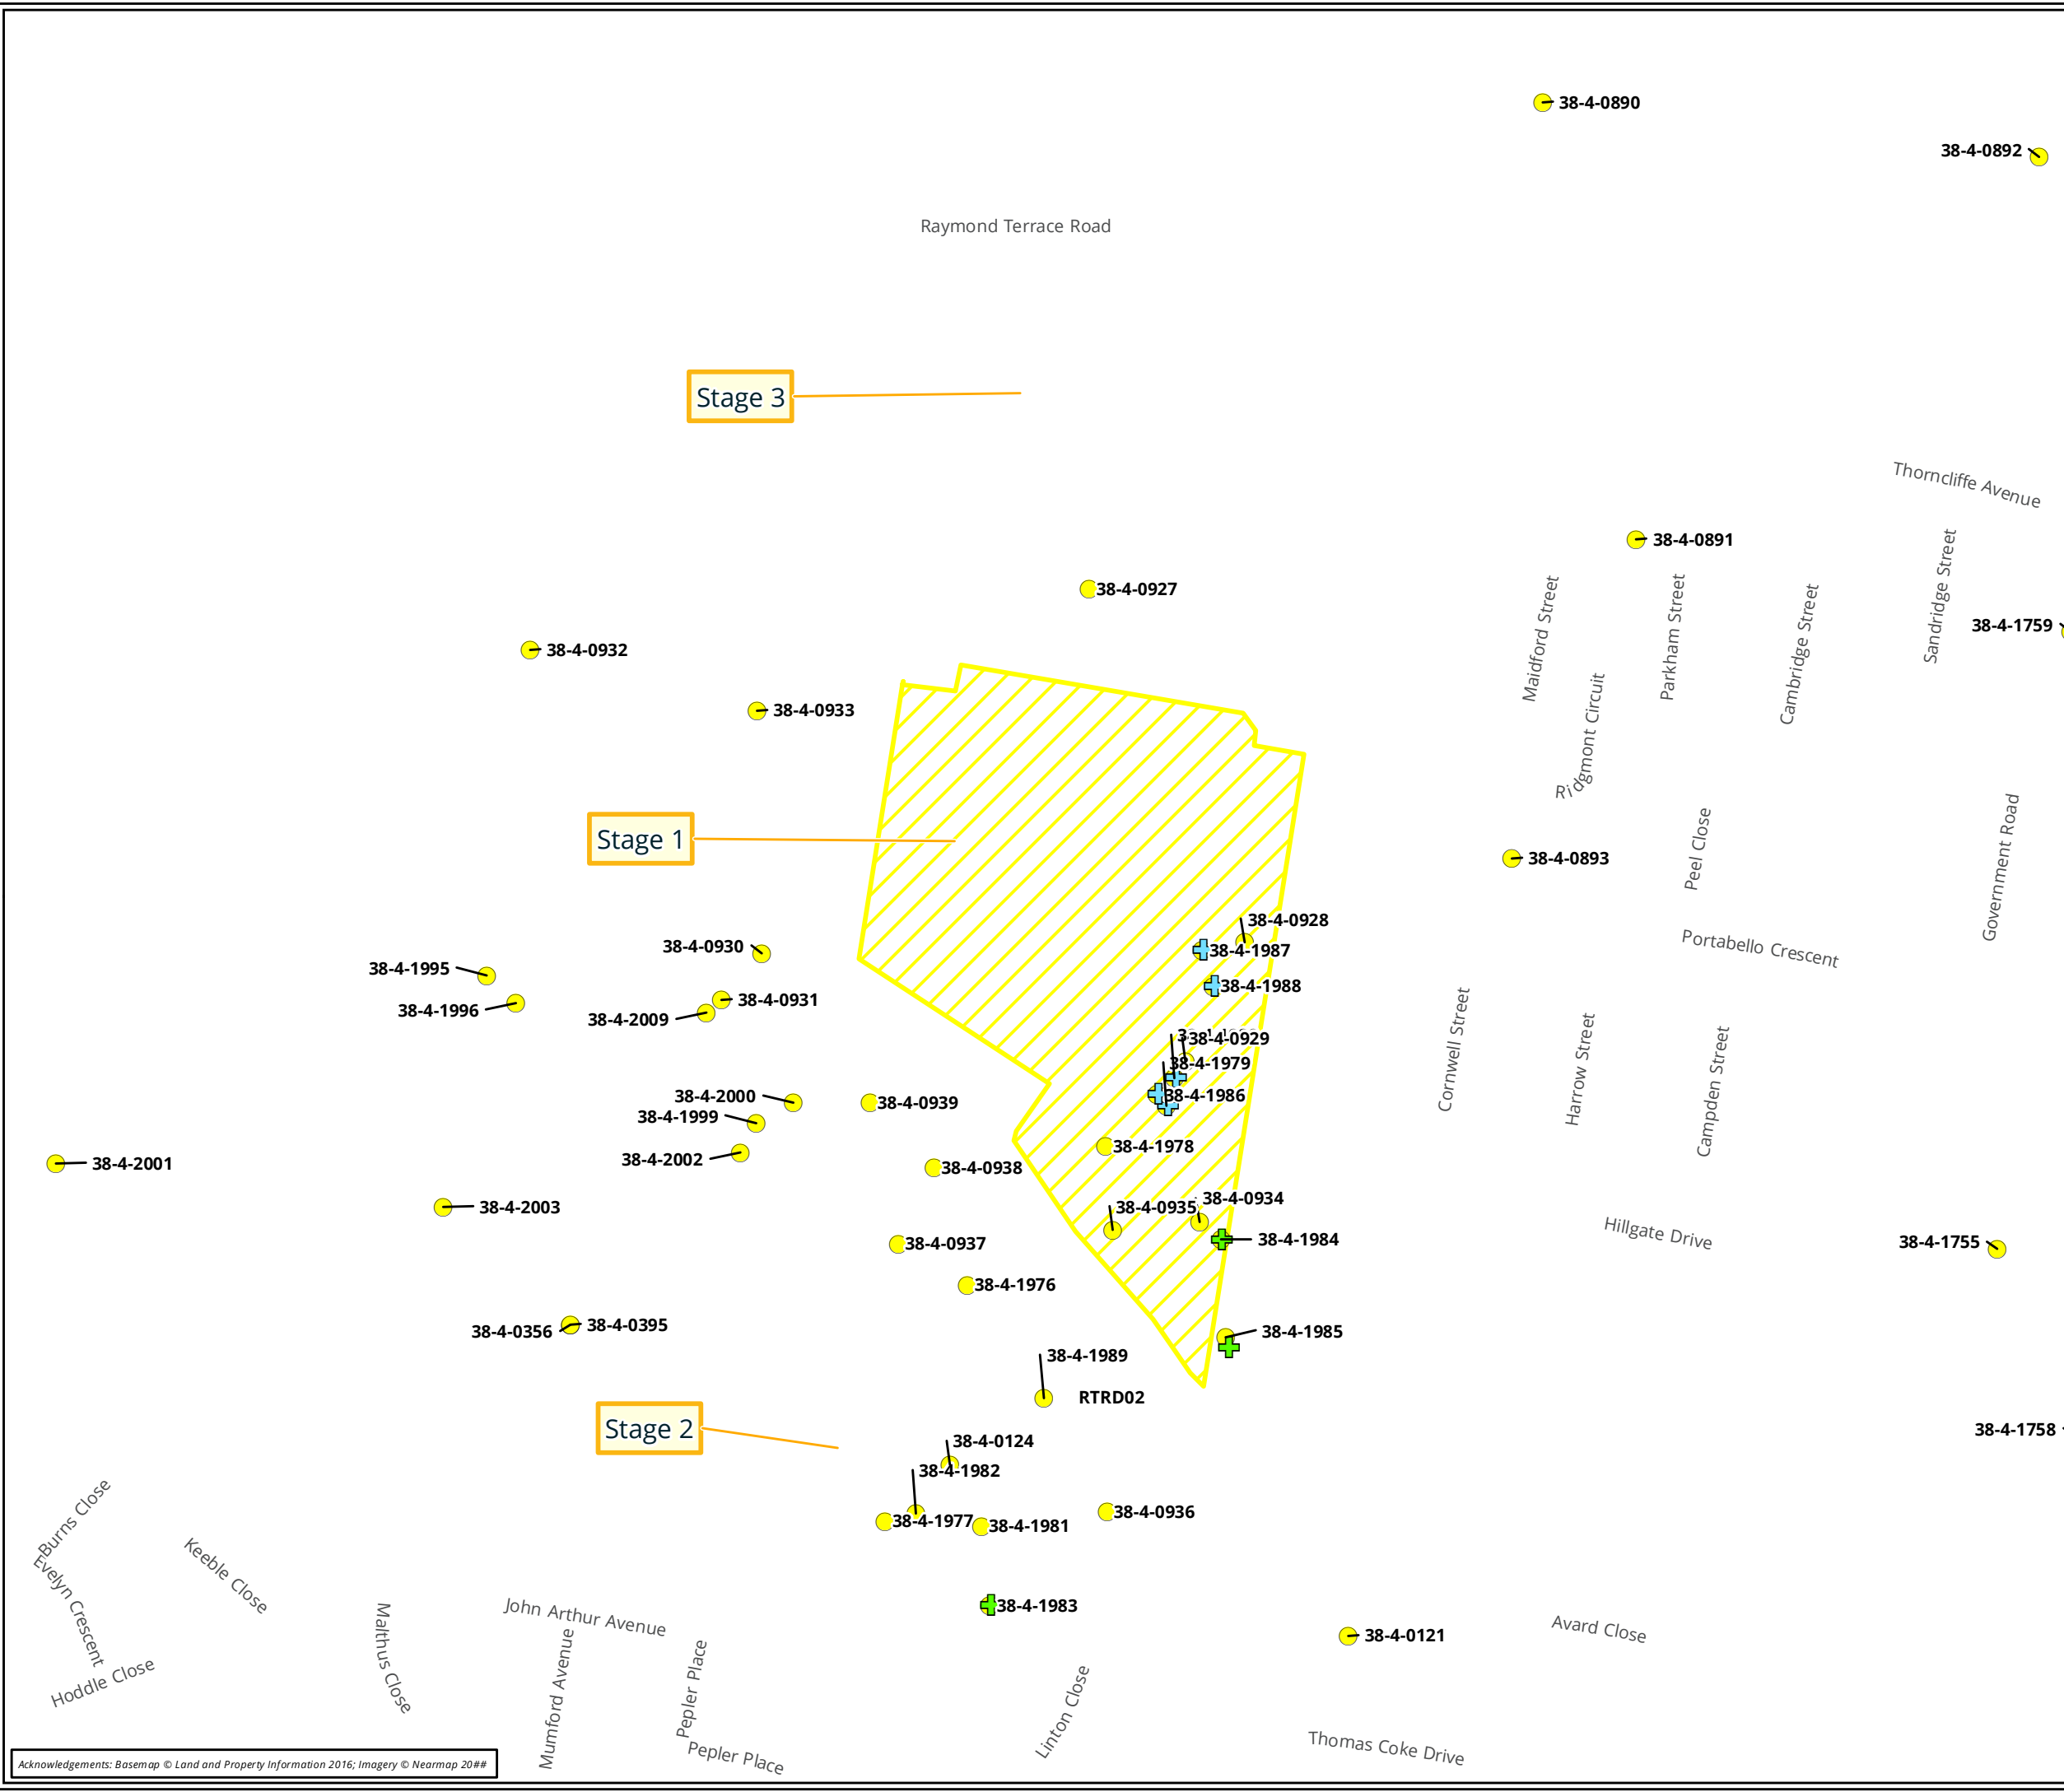 38-4-0890
38-4-0892
Raymond Terrace Road
Stage 3
Thorncliffe Avenue
38-4-0891
Sandridge Street
38-4-0927
Maidford Street
Parkham Street
Cambridge Street
38-4-1759
38-4-0932
38-4-0933
Ridgmont Circuit
Stage 1
Peel Close
Government Road
38-4-0893
38-4-0928
38-4-0930
38-4-1987
Portabello Crescent
38-4-1995
38-4-1988
38-4-0931
38-4-1996
38-4-2009
Cornwell Street
Harrow Street
Campden Street
38-4-0929
38-4-1979
38-4-2000
38-4-1986
38-4-0939
38-4-1999
38-4-1978
38-4-2002
38-4-2001
38-4-0938
38-4-0934
38-4-2003
38-4-0935
Hillgate Drive
38-4-1984
38-4-1755
38-4-0937
38-4-1976
38-4-0356
38-4-0395
38-4-1985
38-4-1989
RTRD02
Stage 2
38-4-1758
38-4-0124
38-4-1982
38-4-0936
38-4-1977
38-4-1981
Burns Close
Evelyn Crescent
Keeble Close
38-4-1983
John Arthur Avenue
Malthus Close
38-4-0121
Avard Close
Hoddle Close
Mumford Avenue
Pepler Place
Linton Close
Pepler Place
Thomas Coke Drive
Acknowledgements: Basemap © Land and Property Information 2016; Imagery © Nearmap 20##